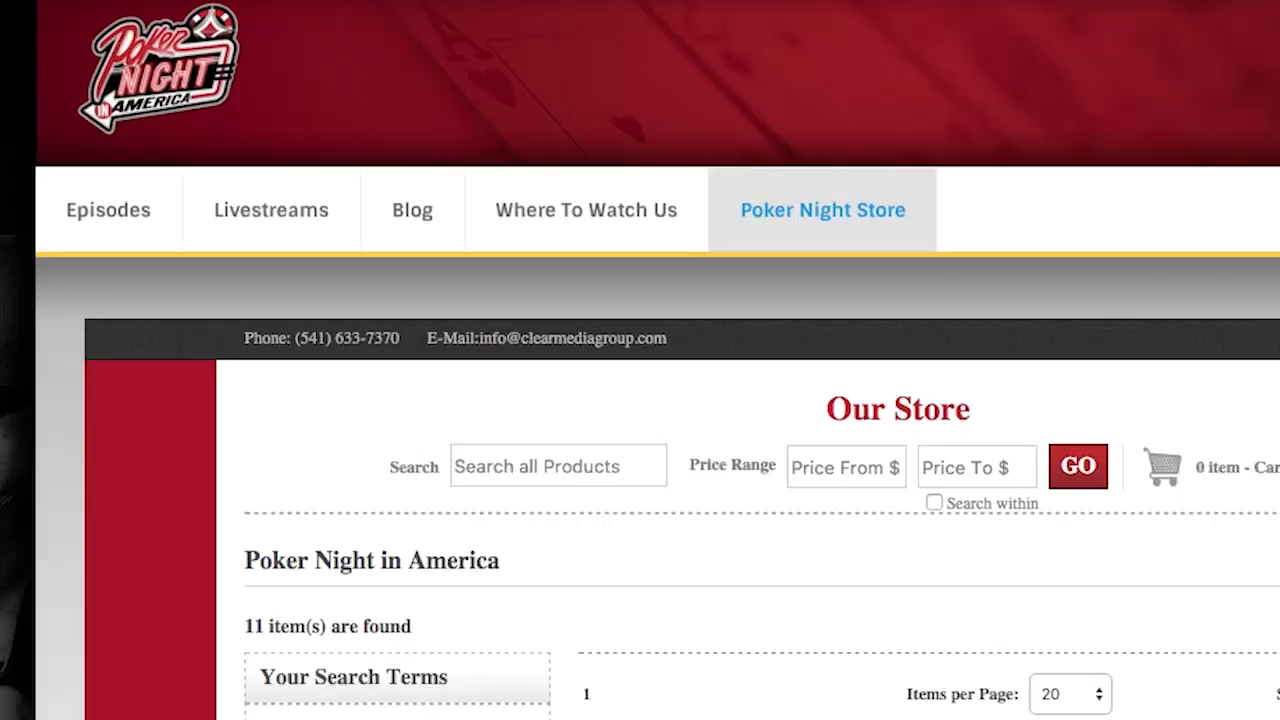 Poker
NIGHT
IN AMERICA
Episodes
Livestreams
Blog
Where To Watch Us
Poker Night Store
Phone: (541) 633-7370
E-Mail:info@clearmediagroup.com
Our Store
Search
Search all Products
Price Range
Price From $
Price To $
GO
0 item - Car
Search within
Poker Night in America
11 item(s) are found
Your Search Terms
1
Items per Page:
20